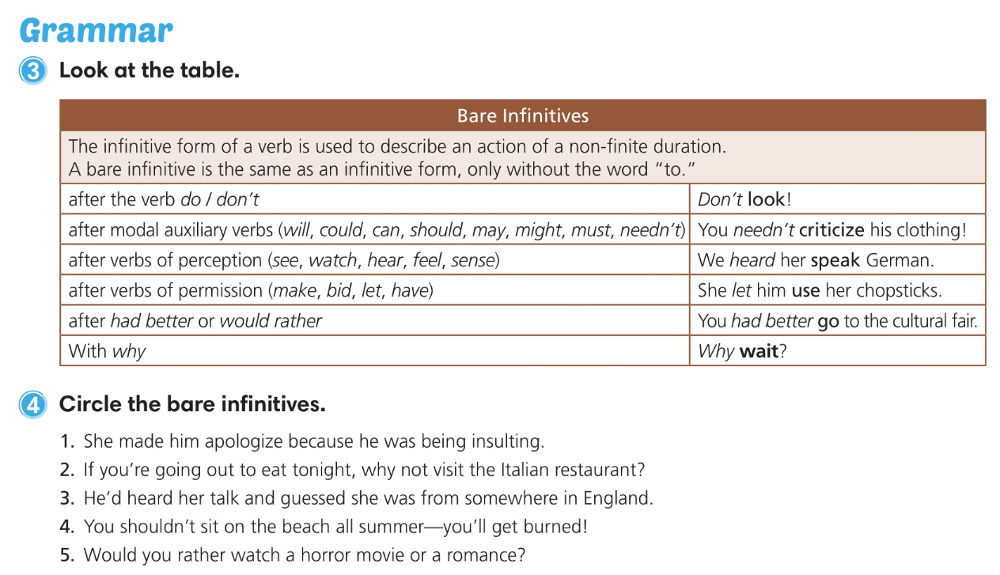 Grammar
3 Look at the table.
Bare Infinitives
The infinitive form of a verb is used to describe an action of a non-finite duration.
A bare infinitive is the same as an infinitive form, only without the word “to.”
after the verb do / don’t Don’t look!
after modal auxiliary verbs (will, could, can, should, may, might, must, needn’t) You needn’t criticize his clothing!
after verbs of perception (see, watch, hear, feel, sense) We heard her speak German.
after verbs of permission (make, bid, let, have) She let him use her chopsticks.
after had better or would rather You had better go to the cultural fair.
With why Why wait?
4 Circle the bare infinitives.
1. She made him apologize because he was being insulting.
2. If you’re going out to eat tonight, why not visit the Italian restaurant?
3. He’d heard her talk and guessed she was from somewhere in England.
4. You shouldn’t sit on the beach all summer—you’ll get burned!
5. Would you rather watch a horror movie or a romance?